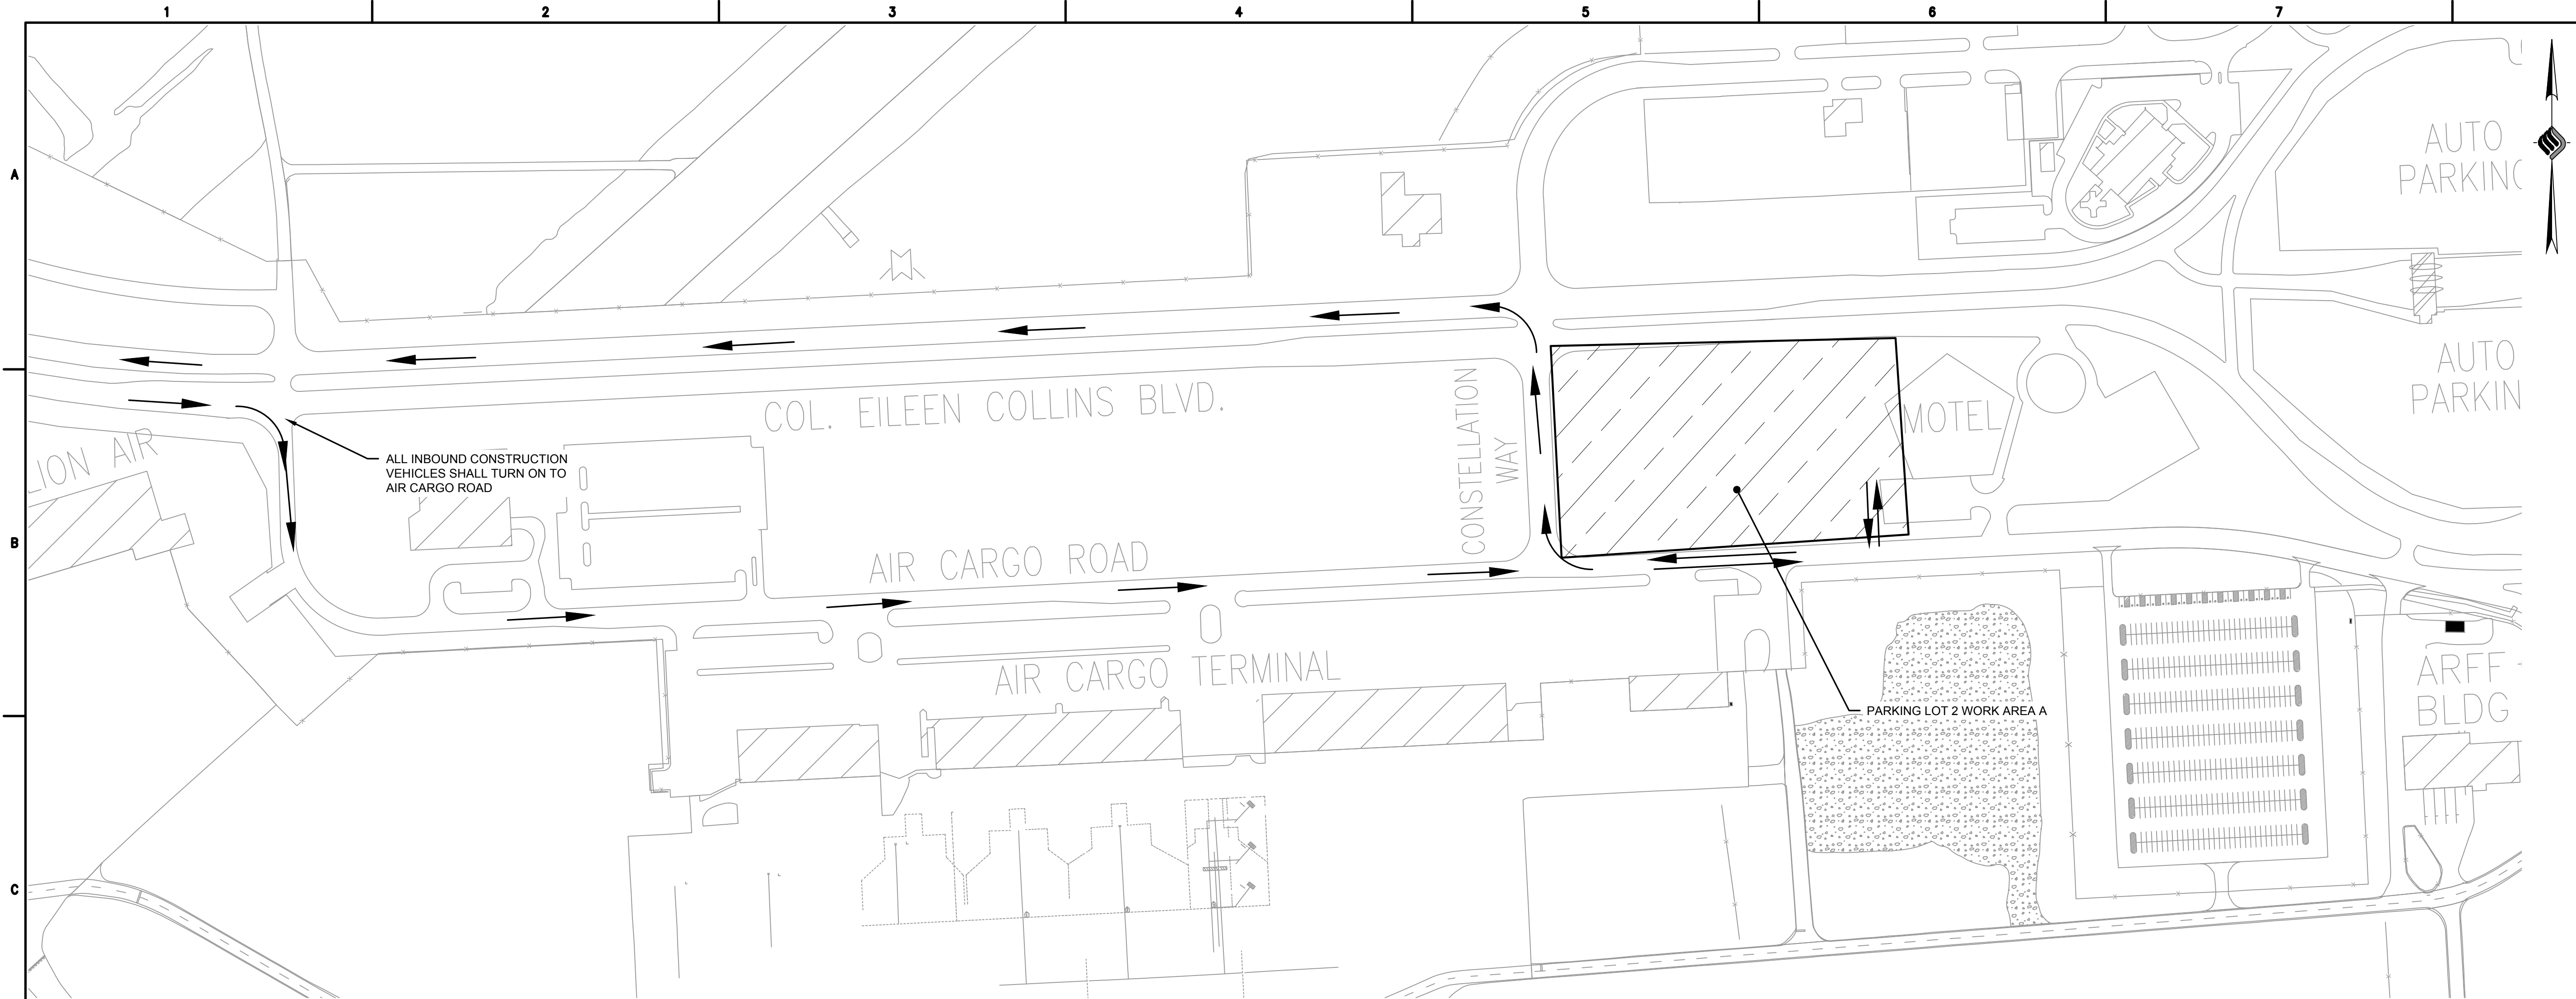 1 2 3 4 5 6 7
A
B
C
AUTO
PARKING
AUTO
PARKIN
COL. EILEEN COLLINS BLVD.
CONSTELLATION
WAY
MOTEL
LION AIR
ALL INBOUND CONSTRUCTION
VEHICLES SHALL TURN ON TO
AIR CARGO ROAD
AIR CARGO ROAD
AIR CARGO TERMINAL
PARKING LOT 2 WORK AREA A
ARFF
BLDG